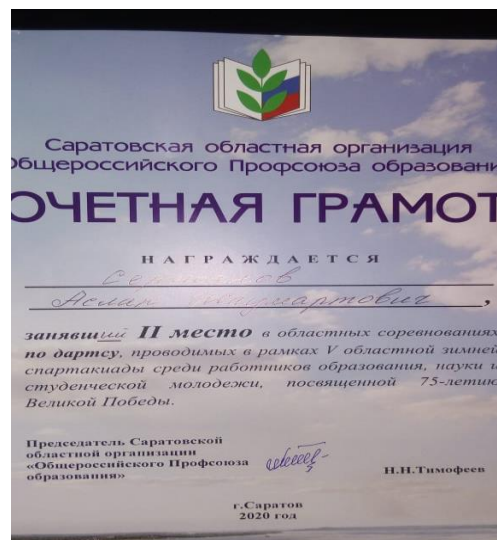 Саратовская областная организация
Общероссийского Профсоюза образовани
ОЧЕТНАЯ ГРАМОТ
НАГРАЖДАЕТСЯ
Аслан
,
занявший II место в областных соревнованиях
по дартсу, проводимых в рамках V областной зимней
спартакиады среди работников образования, науки и
студенческой молодежи, посвященной 75-летию
Великой Победы.
Председатель Саратовской
областной организации
«Общероссийского Профсоюза
образования»
Н.Н.Тимофеев
г.Саратов
2020 год